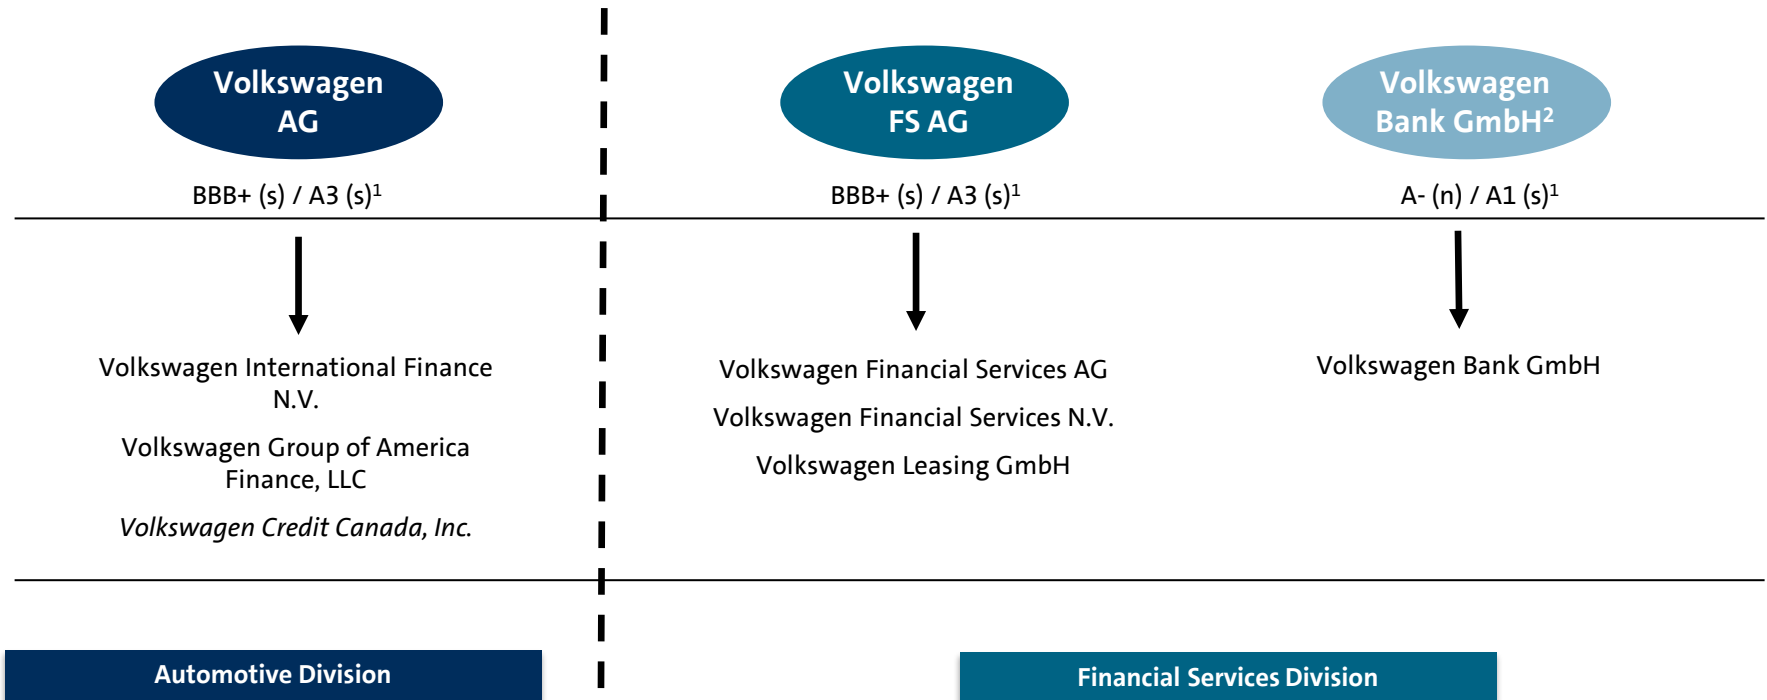 Volkswagen
AG
BBB+ (s) / A3 (s)¹
Volkswagen International Finance
N.V.
Volkswagen Group of America
Finance, LLC
Volkswagen Credit Canada, Inc.
Automotive Division
Volkswagen
FS AG
BBB+ (s) / A3 (s)¹
Volkswagen Financial Services AG
Volkswagen Financial Services N.V.
Volkswagen Leasing GmbH
Volkswagen
Bank GmbH²
A- (n) / A1 (s)¹
Volkswagen Bank GmbH
Financial Services Division